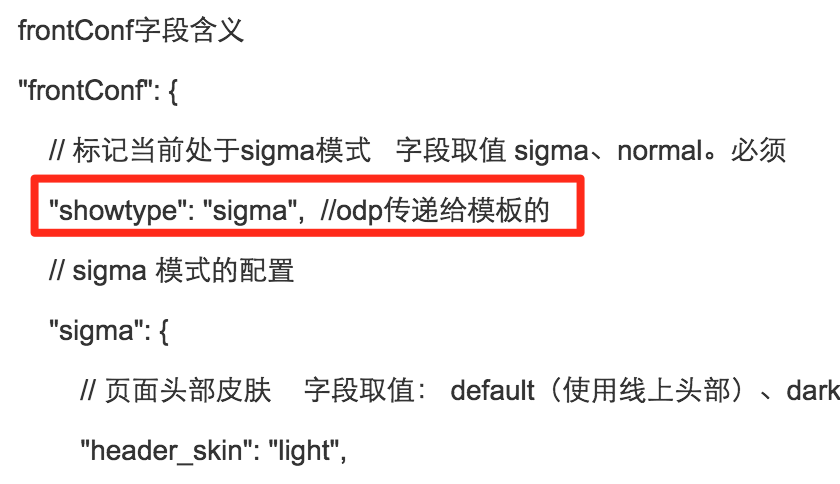 frontConf字段含义
"frontConf": {
// 标记当前处于sigma模式 字段取值 sigma、normal。必须
"showtype": "sigma", //odp传递给模板的
// sigma 模式的配置
"sigma": {
// 页面头部皮肤 字段取值： default（使用线上头部）、dark
"header_skin": "light",